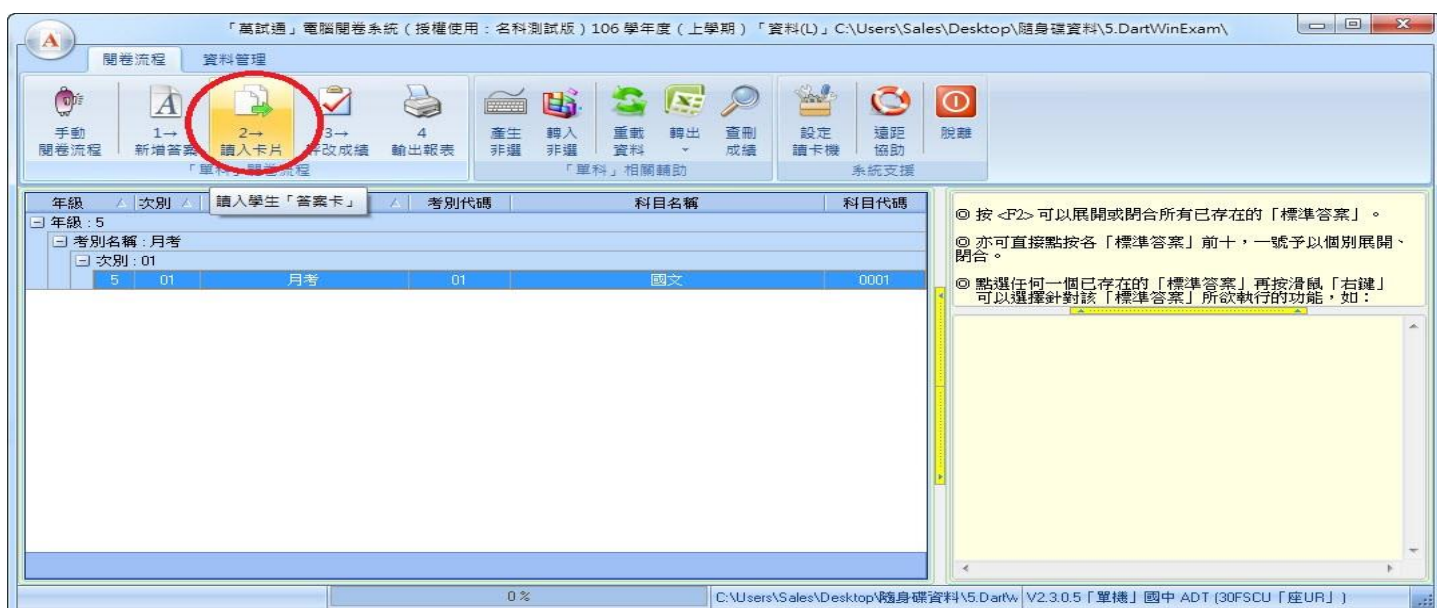 「萬試通」電腦閱卷系統(授權使用:名科測試版)106 學年度(上學期)「資料(L)」C:\Users\Sales\Desktop\隨身碟資料\5.DartWinExam\
閱卷流程 資料管理
手動 閱卷流程
1→ 新增答案
2→ 讀入卡片
3→ 評改成績
4 輸出報表
產生 非選
轉入 非選
重載 資料
轉出
查刪 成績
設定 讀卡機
遠距 協助
脫離
「單科」閱卷流程 「單科」相關輔助 系統支援
讀入學生「答案卡」
年級 次別 考別代碼 科目名稱 科目代碼
年級 : 5
考別名稱 : 月考
次別 : 01
5 01 月考 01 國文 0001
◎ 按 <F2> 可以展開或閉合所有已存在的「標準答案」。
◎ 亦可直接點按各「標準答案」前十,一號予以個別展開、
閉合。
◎ 點選任何一個已存在的「標準答案」再按滑鼠「右鍵」
可以選擇針對該「標準答案」所欲執行的功能,如:
0 % C:\Users\Sales\Desktop\隨身碟資料\5.DartW V2.3.0.5「單機」國中 ADT (30FSCU「座UR」)